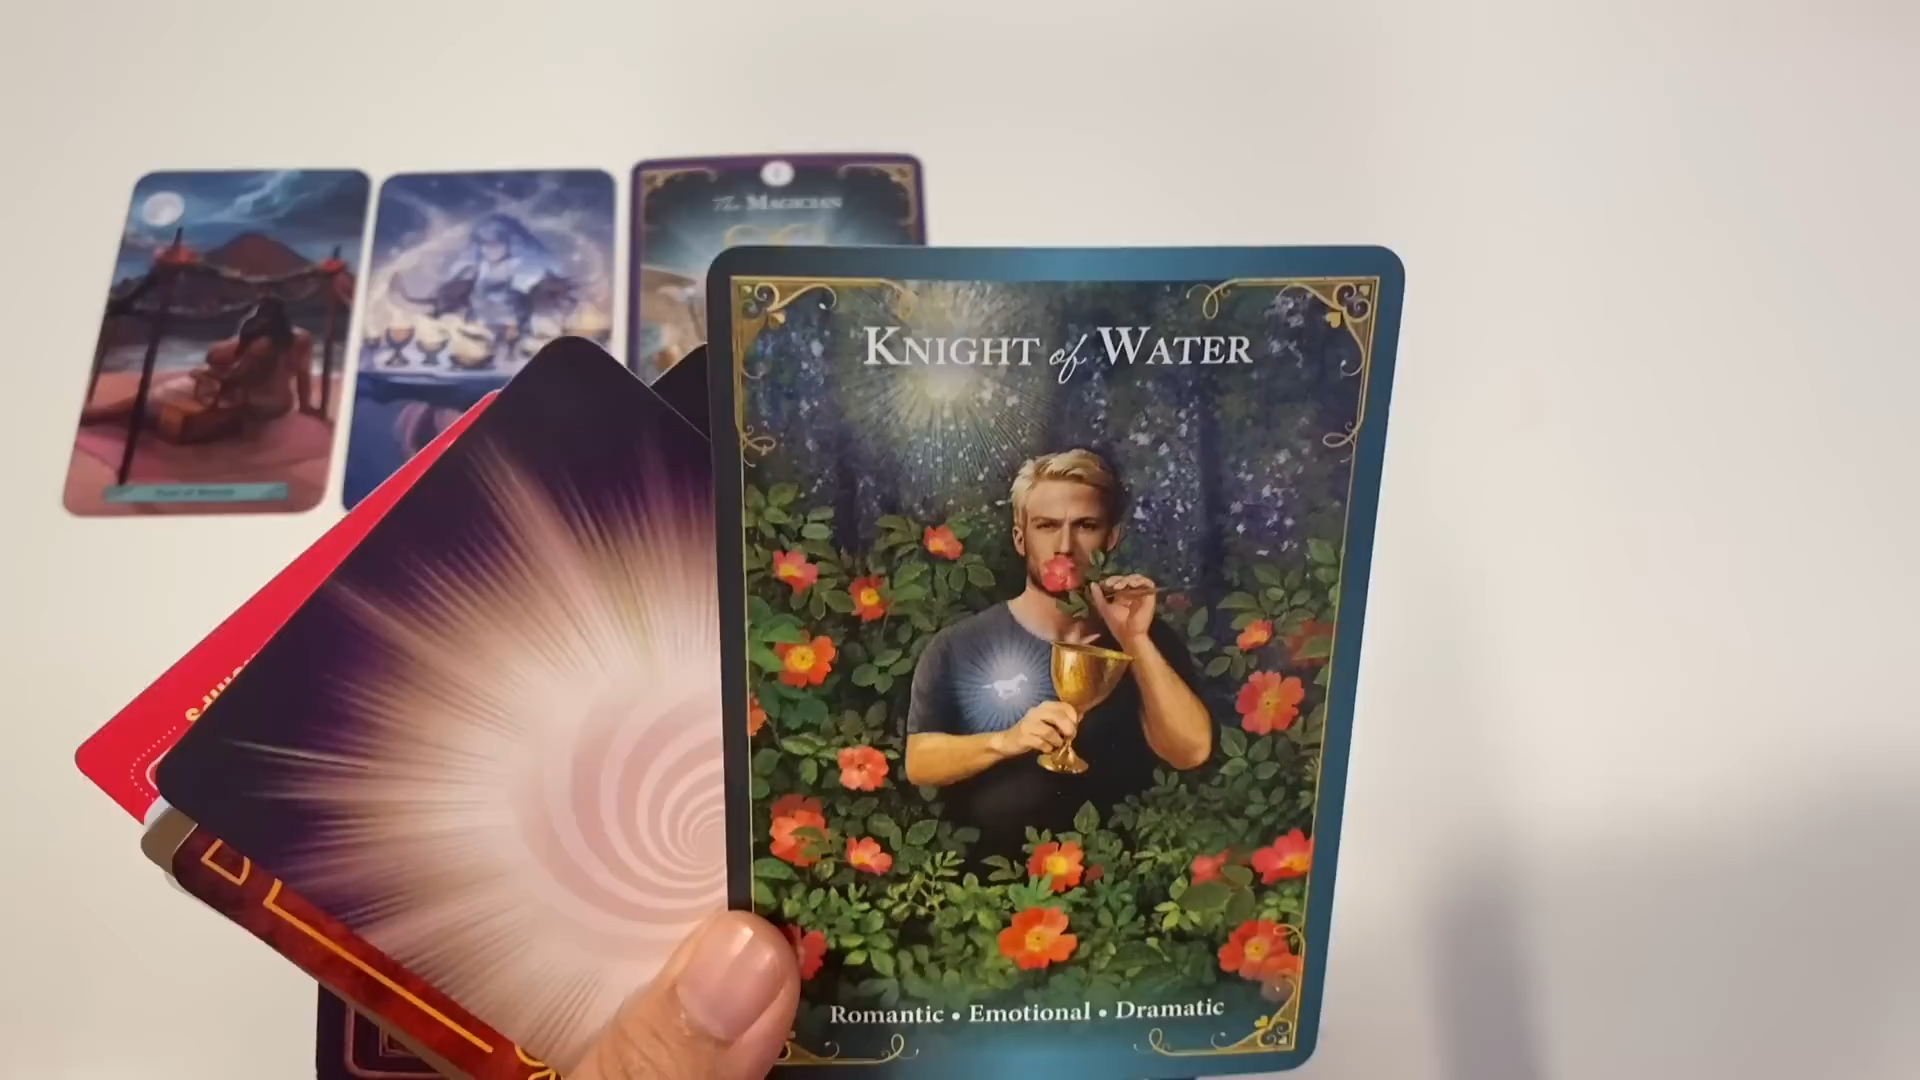 The MAGICIAN
KNIGHT of WATER
Romantic • Emotional • Dramatic